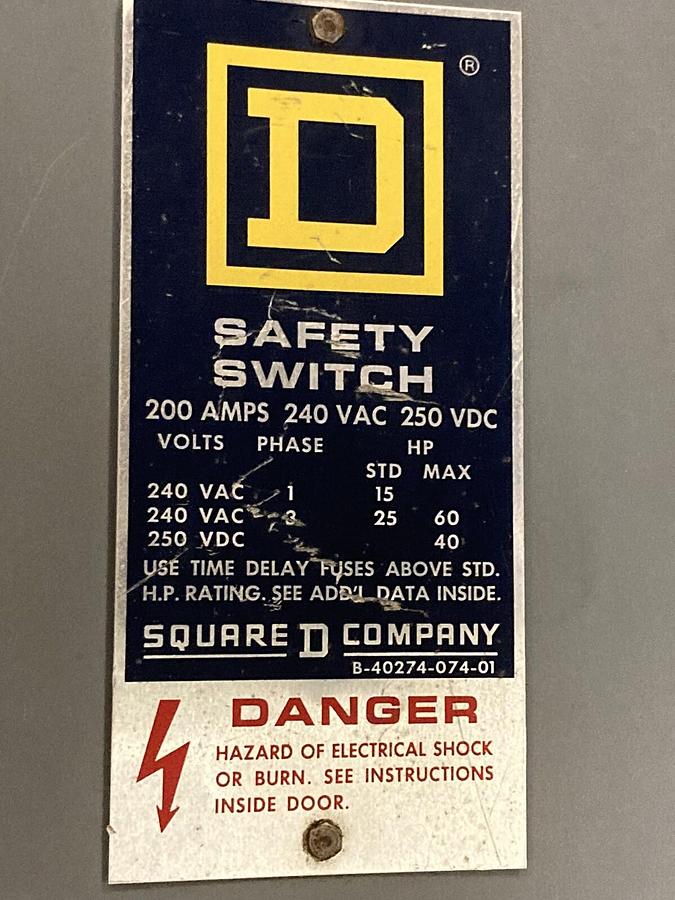 D
®
SAFETY
SWITCH
200 AMPS 240 VAC 250 VDC
VOLTS PHASE HP
STD MAX
240 VAC 1 15
240 VAC 3 25 60
250 VDC 40
USE TIME DELAY FUSES ABOVE STD.
H.P. RATING. SEE ADD'L DATA INSIDE.
SQUARE D COMPANY
B-40274-074-01
DANGER
HAZARD OF ELECTRICAL SHOCK
OR BURN. SEE INSTRUCTIONS
INSIDE DOOR.